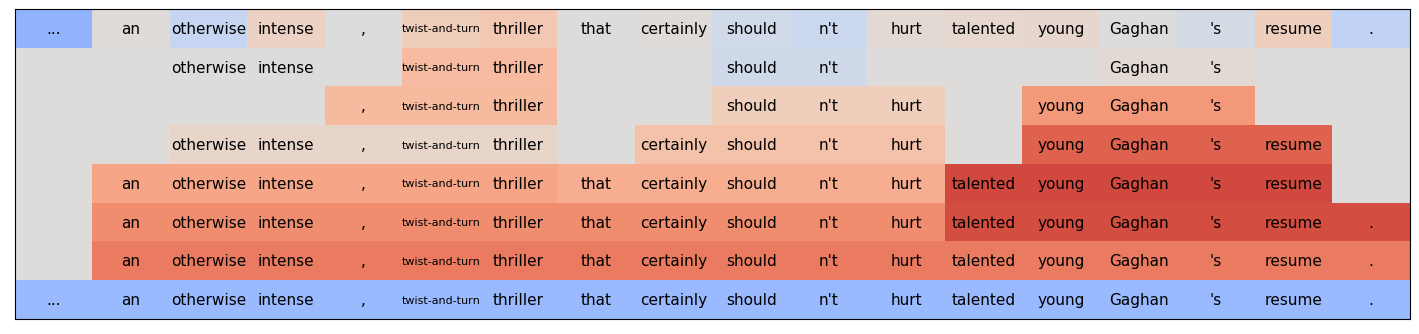 ... an otherwise intense , twist-and-turn thriller that certainly should n't hurt talented young Gaghan 's resume .
otherwise intense twist-and-turn thriller should n't Gaghan 's
, twist-and-turn thriller should n't hurt young Gaghan 's
otherwise intense , twist-and-turn thriller certainly should n't hurt young Gaghan 's resume
an otherwise intense , twist-and-turn thriller that certainly should n't hurt talented young Gaghan 's resume
an otherwise intense , twist-and-turn thriller that certainly should n't hurt talented young Gaghan 's resume .
an otherwise intense , twist-and-turn thriller that certainly should n't hurt talented young Gaghan 's resume .
... an otherwise intense , twist-and-turn thriller that certainly should n't hurt talented young Gaghan 's resume .